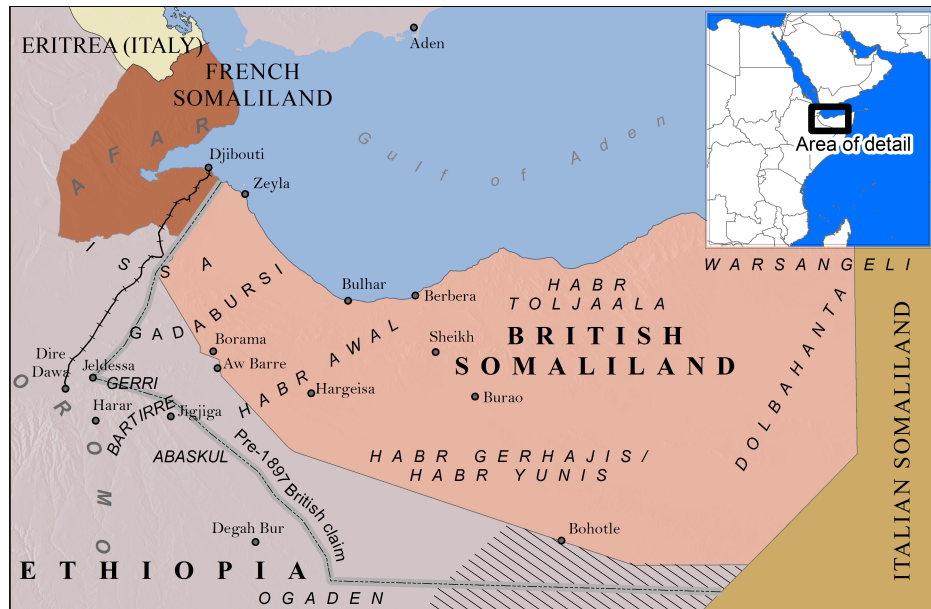 ERITREA (ITALY)
Aden
FRENCH
SOMALILAND
Area of detail
AFAR
Gulf of Aden
Djibouti
Zeyla
ISSA
WARSANGELI
GADABURSI
Bulhar
Berbera
HABR
TOLJAALA
Borama
Aw Barre
HABR AWAL
Sheikh
BRITISH
SOMALILAND
DOLBAHANTA
ITALIAN SOMALILAND
Dire
Dawa
Jeldessa
GERRI
Hargeisa
Burao
OROMO
Harar
BARTIRRE
Jigjiga
ABASKUL
Pre-1897 British claim
HABR GERHAJIS/
HABR YUNIS
Degah Bur
Bohotle
ETHIOPIA
OGADEN